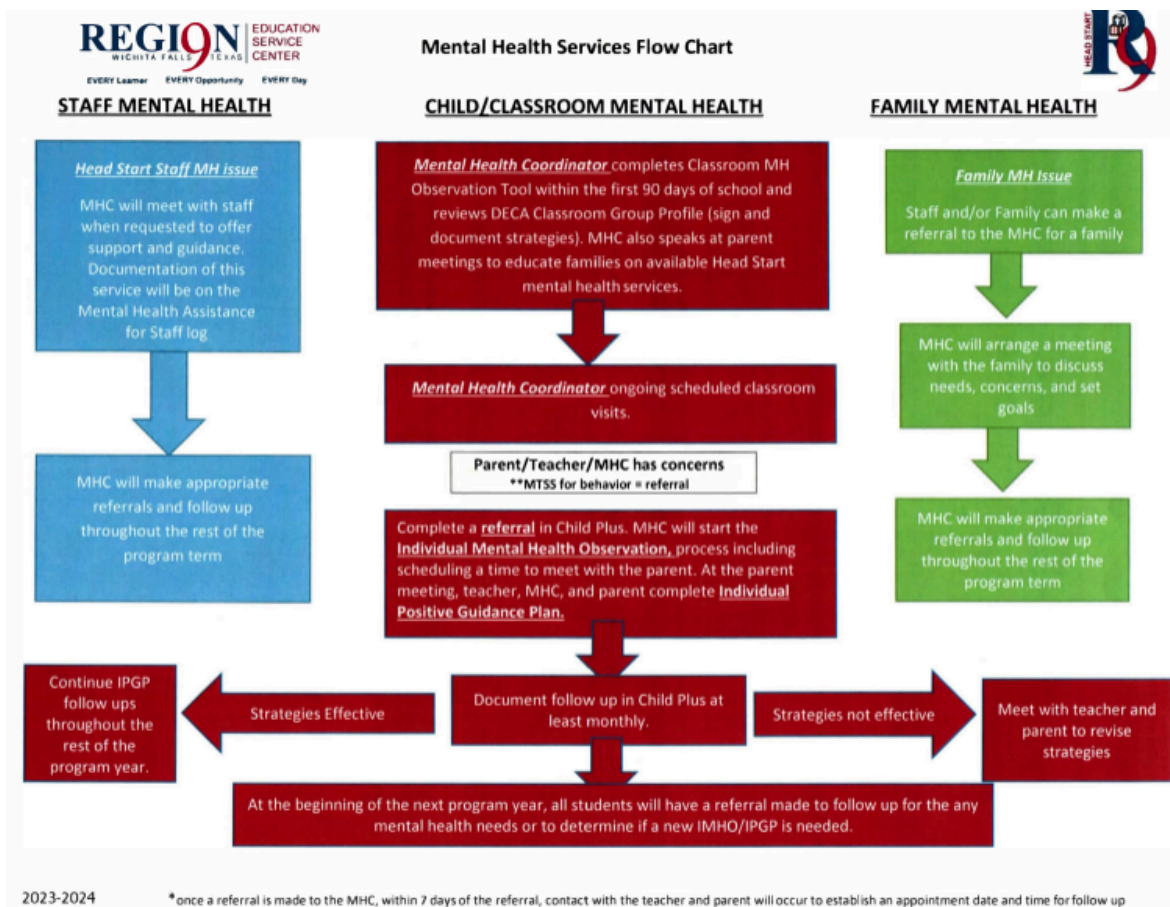 REGI9N EDUCATION
SERVICE
CENTER
WICHITA FALLS TEXAS
EVERY Learner EVERY Opportunity EVERY Day
Mental Health Services Flow Chart
HEAD START
R9
STAFF MENTAL HEALTH
CHILD/CLASSROOM MENTAL HEALTH
FAMILY MENTAL HEALTH
Head Start Staff MH issue
MHC will meet with staff
when requested to offer
support and guidance.
Documentation of this
service will be on the
Mental Health Assistance
for Staff log
MHC will make appropriate
referrals and follow up
throughout the rest of the
program term
Mental Health Coordinator completes Classroom MH
Observation Tool within the first 90 days of school and
reviews DECA Classroom Group Profile (sign and
document strategies). MHC also speaks at parent
meetings to educate families on available Head Start
mental health services.
Mental Health Coordinator ongoing scheduled classroom
visits.
Parent/Teacher/MHC has concerns
**MTSS for behavior = referral
Complete a referral in Child Plus. MHC will start the
Individual Mental Health Observation, process including
scheduling a time to meet with the parent. At the parent
meeting, teacher, MHC, and parent complete Individual
Positive Guidance Plan.
Family MH Issue
Staff and/or Family can make a
referral to the MHC for a family
MHC will arrange a meeting
with the family to discuss
needs, concerns, and set
goals
MHC will make appropriate
referrals and follow up
throughout the rest of the
program term
Continue IPGP
follow ups
throughout the
rest of the
program year.
Strategies Effective
Document follow up in Child Plus at
least monthly.
Strategies not effective
Meet with teacher and
parent to revise
strategies
At the beginning of the next program year, all students will have a referral made to follow up for the any
mental health needs or to determine if a new IMHO/IPGP is needed.
2023-2024 *once a referral is made to the MHC, within 7 days of the referral, contact with the teacher and parent will occur to establish an appointment date and time for follow up